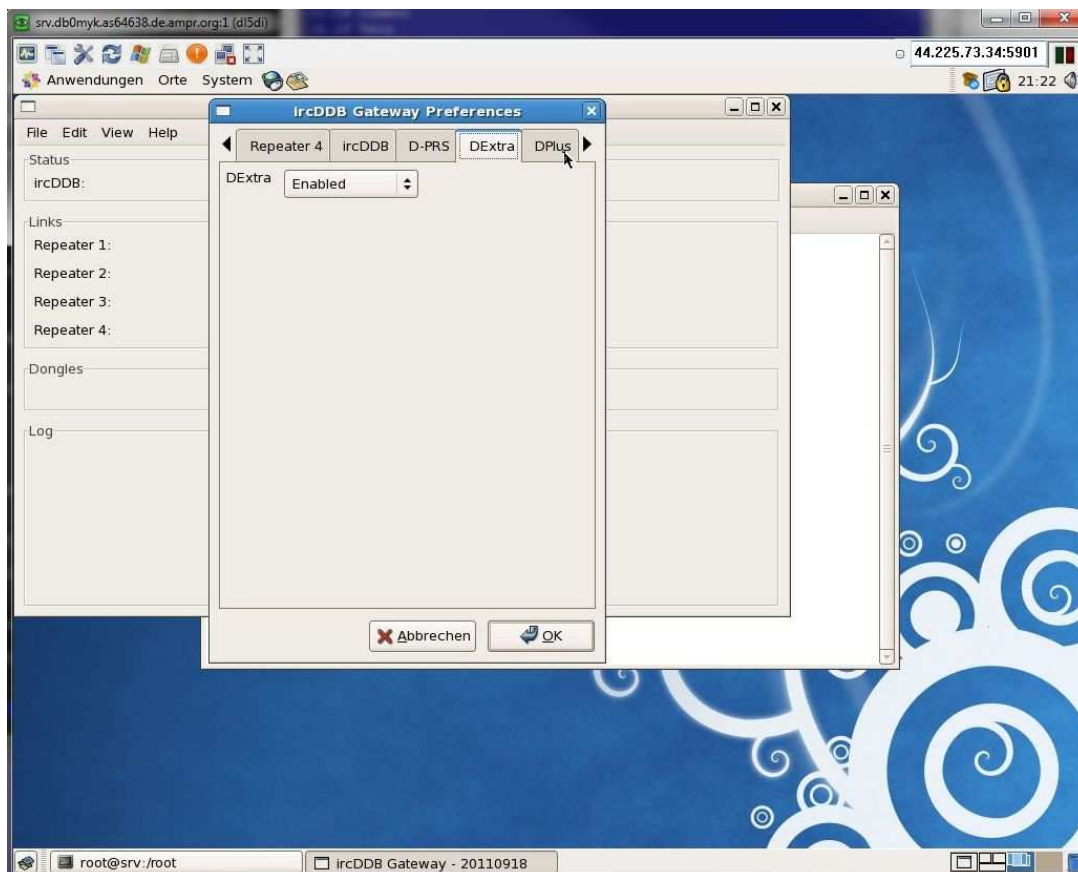 srv.db0myk.as64638.de.ampr.org:1 (dl5di)
44.225.73.34:5901
Anwendungen Orte System
21:22
ircDDB Gateway Preferences
File Edit View Help
Repeater 4 ircDDB D-PRS DExtra DPlus
Status
ircDDB:
DExtra Enabled
Links
Repeater 1:
Repeater 2:
Repeater 3:
Repeater 4:
Dongles
Log
Abbrechen OK
root@srv:/root
ircDDB Gateway - 20110918